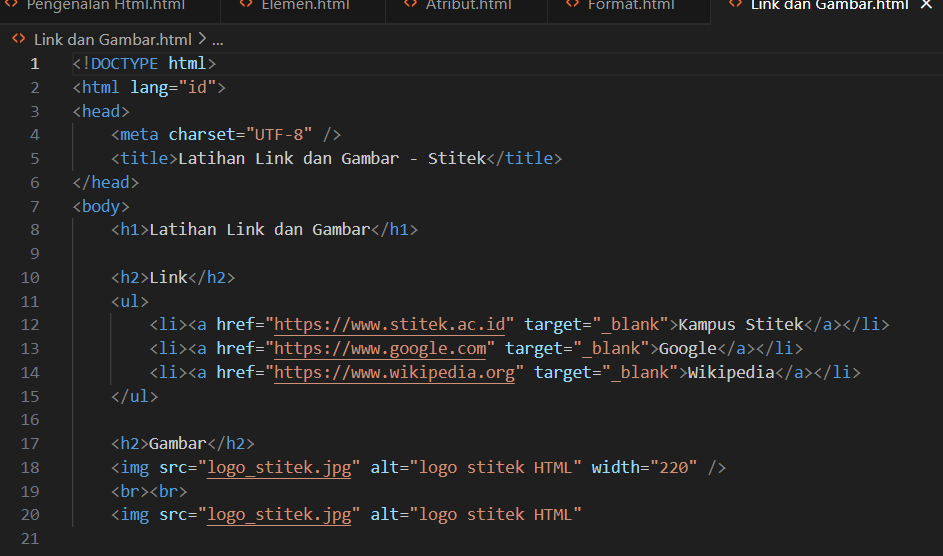 Pengenalan Html.html Elemen.html Atribut.html Format.html Link dan Gambar.html
Link dan Gambar.html > ...
1 <!DOCTYPE html>
2 <html lang="id">
3 <head>
4     <meta charset="UTF-8" />
5     <title>Latihan Link dan Gambar - Stitek</title>
6 </head>
7 <body>
8     <h1>Latihan Link dan Gambar</h1>
9
10     <h2>Link</h2>
11     <ul>
12         <li><a href="https://www.stitek.ac.id" target="_blank">Kampus Stitek</a></li>
13         <li><a href="https://www.google.com" target="_blank">Google</a></li>
14         <li><a href="https://www.wikipedia.org" target="_blank">Wikipedia</a></li>
15     </ul>
16
17     <h2>Gambar</h2>
18     <img src="logo_stitek.jpg" alt="logo stitek HTML" width="220" />
19     <br><br>
20     <img src="logo_stitek.jpg" alt="logo stitek HTML"
21